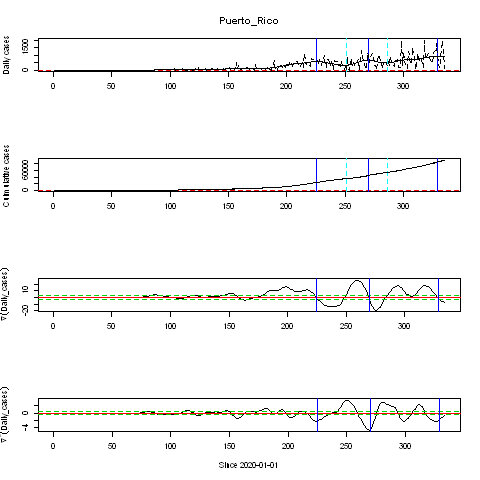 Puerto_Rico
Daily cases
0 500 1500
0 50 100 150 200 250 300
Cumulative cases
0 60000
0 50 100 150 200 250 300
∇(Daily_cases)
-20 10
0 50 100 150 200 250 300
∇²(Daily_cases)
-4 0
0 50 100 150 200 250 300
Since 2020-01-01